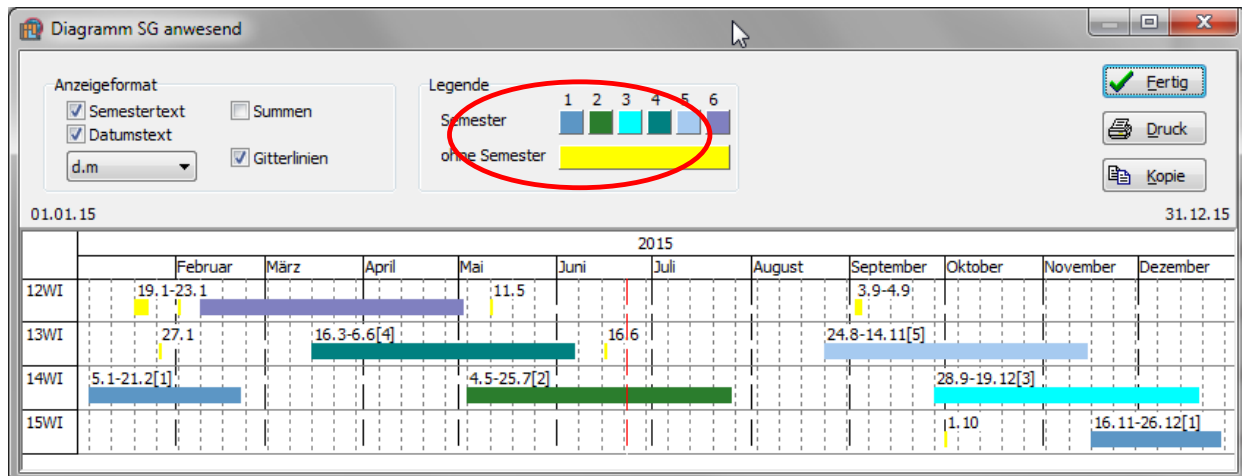 Diagramm SG anwesend
Anzeigeformat
Semestertext
Summen
Datumstext
d.m
Gitterlinien
Legende
1 2 3 4 5 6
Semester
ohne Semester
Fertig
Druck
Kopie
01.01.15
31.12.15
2015
Februar März April Mai Juni Juli August September Oktober November Dezember
12WI 19.1-23.1 11.5 3.9-4.9
13WI 27.1 16.3-6.6[4] 16.6 24.8-14.11[5]
14WI 5.1-21.2[1] 4.5-25.7[2] 28.9-19.12[3]
15WI 1.10 16.11-26.12[1]